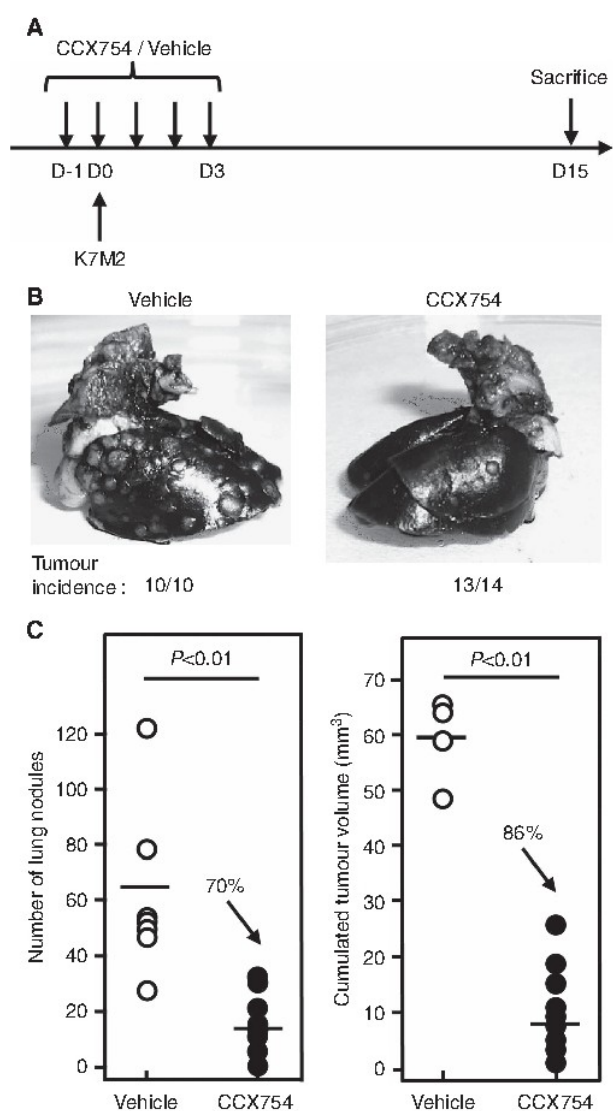 A
CCX754 / Vehicle
Sacrifice
D-1 D0 D3 D15
K7M2
B
Vehicle CCX754
Tumour
incidence : 10/10 13/14
C
P<0.01
Number of lung nodules
120
100
80
60
40
20
0
70%
Vehicle CCX754
P<0.01
Cumulated tumour volume (mm³)
70
60
50
40
30
20
10
0
86%
Vehicle CCX754